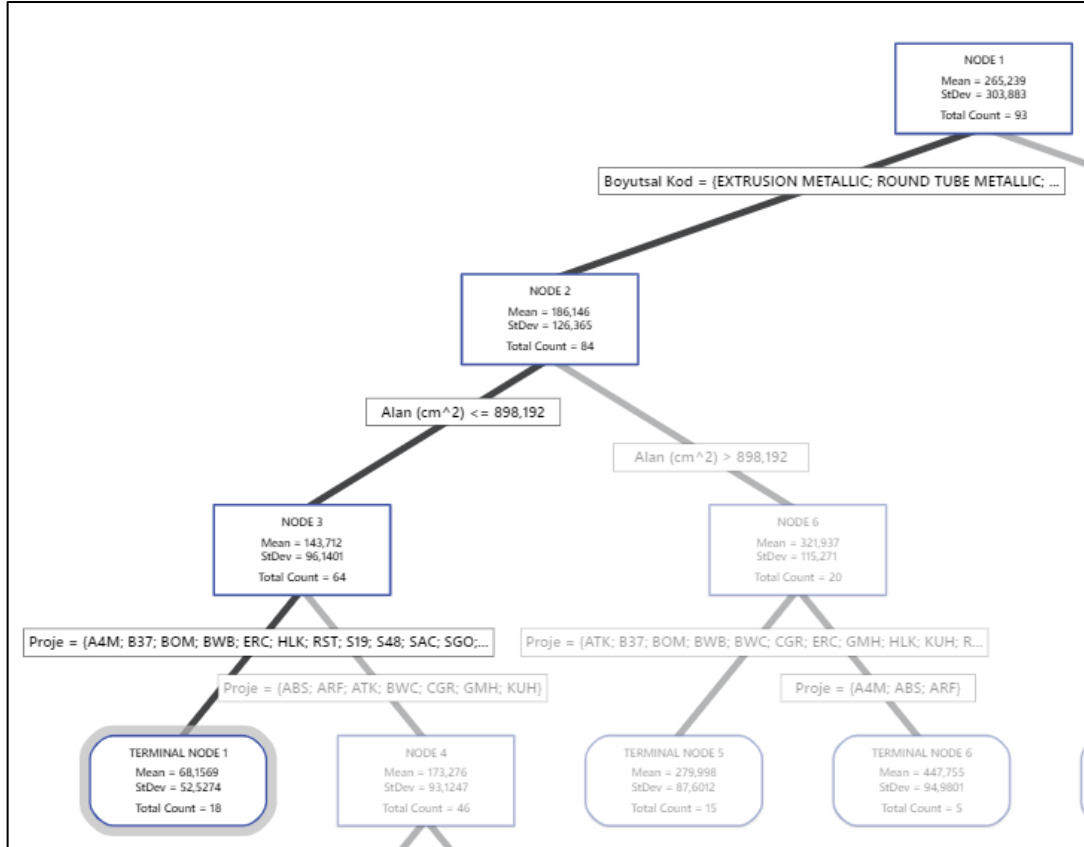 NODE 1
Mean = 265,239
StDev = 303,883
Total Count = 93
Boyutsal Kod = {EXTRUSION METALLIC; ROUND TUBE METALLIC; ...
NODE 2
Mean = 186,146
StDev = 126,365
Total Count = 84
Alan (cm^2) <= 898,192
Alan (cm^2) > 898,192
NODE 3
Mean = 143,712
StDev = 96,1401
Total Count = 64
NODE 6
Mean = 321,937
StDev = 115,271
Total Count = 20
Proje = {A4M; B37; BOM; BWB; ERC; HLK; RST; S19; S48; SAC; SGO;...
Proje = {ABS; ARF; ATK; BWC; CGR; GMH; KUH}
Proje = {ATK; B37; BOM; BWB; BWC; CGR; ERC; GMH; HLK; KUH; R...
Proje = {A4M; ABS; ARF}
TERMINAL NODE 1
Mean = 68,1569
StDev = 52,5274
Total Count = 18
NODE 4
Mean = 173,276
StDev = 93,1247
Total Count = 46
TERMINAL NODE 5
Mean = 279,998
StDev = 87,6012
Total Count = 15
TERMINAL NODE 6
Mean = 447,755
StDev = 94,9801
Total Count = 5